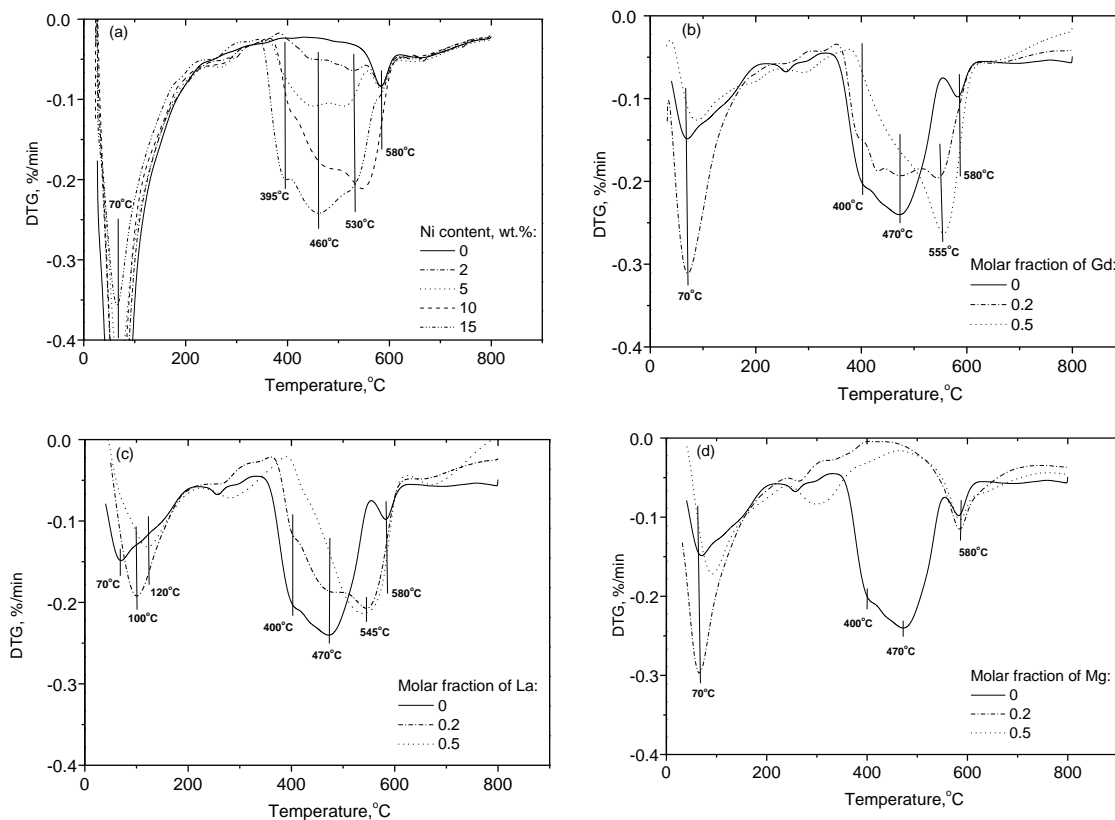 (a)
0.0
-0.1
-0.2
-0.3
-0.4
DTG, %/min
70°C
395°C
460°C
530°C
580°C
Ni content, wt.%:
0
2
5
10
15
0
200
400
600
800
Temperature,°C
(b)
0.0
-0.1
-0.2
-0.3
-0.4
DTG, %/min
70°C
400°C
470°C
555°C
580°C
Molar fraction of Gd:
0
0.2
0.5
0
200
400
600
800
Temperature,°C
(c)
0.0
-0.1
-0.2
-0.3
-0.4
DTG, %/min
70°C
100°C
120°C
400°C
470°C
545°C
580°C
Molar fraction of La:
0
0.2
0.5
0
200
400
600
800
Temperature,°C
(d)
0.0
-0.1
-0.2
-0.3
-0.4
DTG, %/min
70°C
400°C
470°C
580°C
Molar fraction of Mg:
0
0.2
0.5
0
200
400
600
800
Temperature,°C